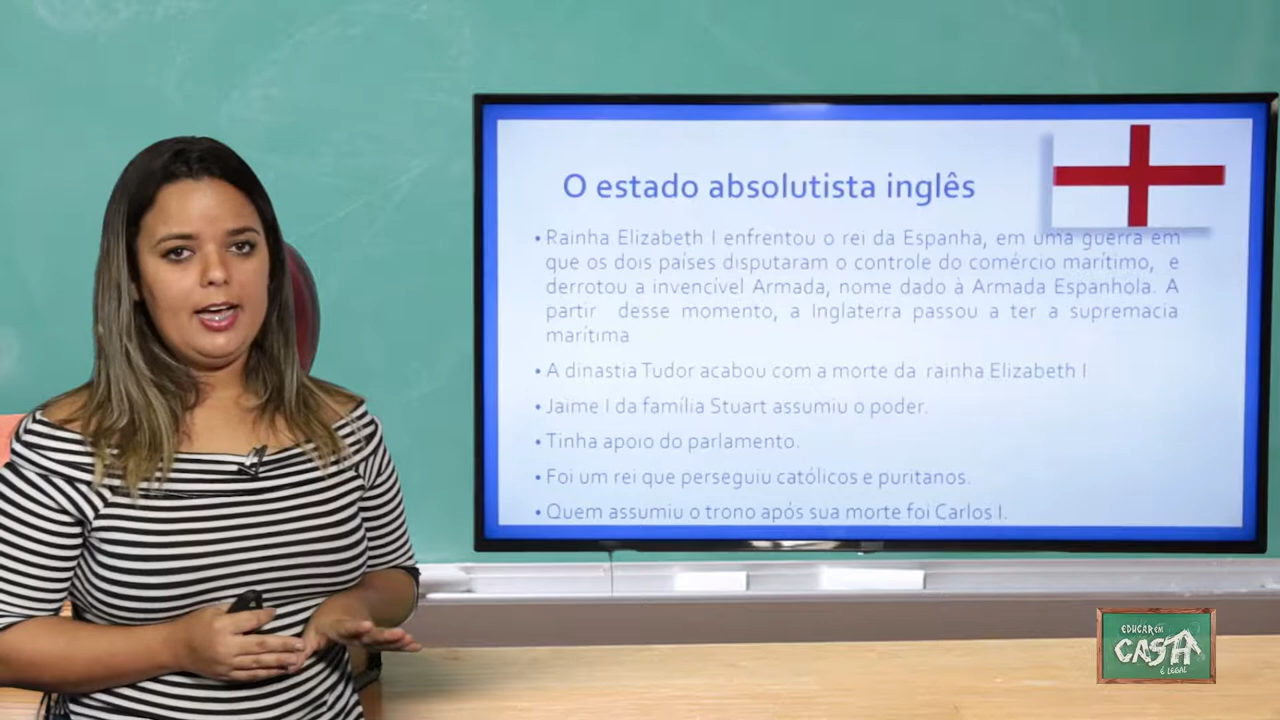 O estado absolutista inglês
• Rainha Elizabeth I enfrentou o rei da Espanha, em uma guerra em
que os dois países disputaram o controle do comércio marítimo, e
derrotou a invencível Armada, nome dado à Armada Espanhola. A
partir desse momento, a Inglaterra passou a ter a supremacia
marítima
• A dinastia Tudor acabou com a morte da rainha Elizabeth I
• Jaime I da família Stuart assumiu o poder.
• Tinha apoio do parlamento.
• Foi um rei que perseguiu católicos e puritanos.
• Quem assumiu o trono após sua morte foi Carlos I.
EDUCAR EM
CASA
É LEGAL